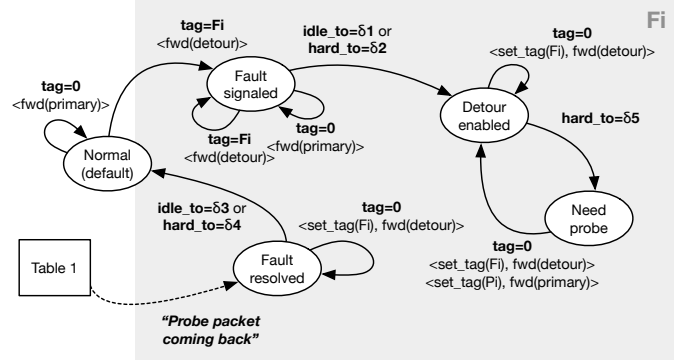 Fi
tag=Fi
<fwd(detour)>
idle_to=δ1 or
hard_to=δ2
tag=0
<set_tag(Fi), fwd(detour)>
tag=0
<fwd(primary)>
Fault
signaled
Detour
enabled
hard_to=δ5
tag=Fi
<fwd(detour)>
tag=0
<fwd(primary)>
Normal
(default)
idle_to=δ3 or
hard_to=δ4
tag=0
<set_tag(Fi), fwd(detour)>
Need
probe
tag=0
<set_tag(Fi), fwd(detour)>
<set_tag(Pi), fwd(primary)>
Table 1
Fault
resolved
“Probe packet
coming back”